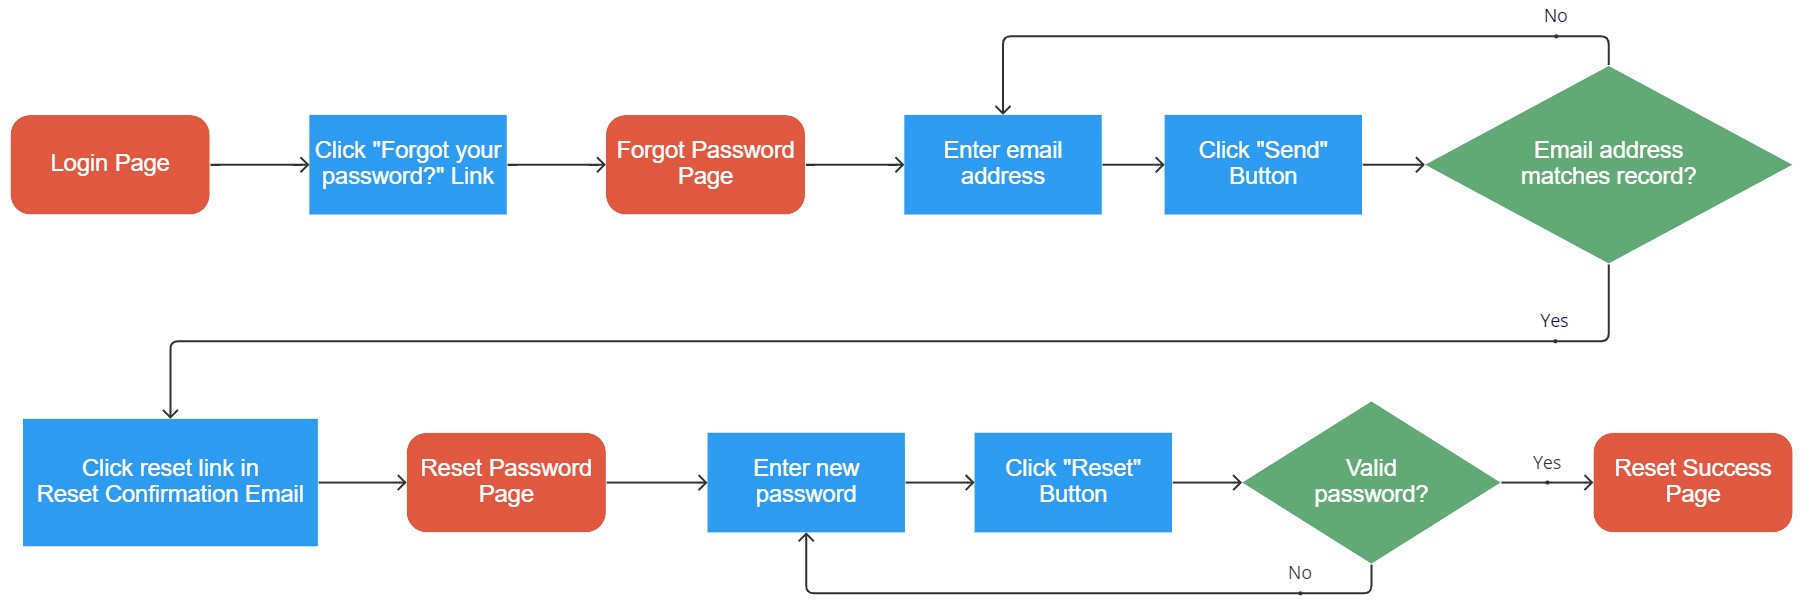 No
Login Page
Click "Forgot your
password?" Link
Forgot Password
Page
Enter email
address
Click "Send"
Button
Email address
matches record?
Yes
Click reset link in
Reset Confirmation Email
Reset Password
Page
Enter new
password
Click "Reset"
Button
Valid
password?
Yes
Reset Success
Page
No